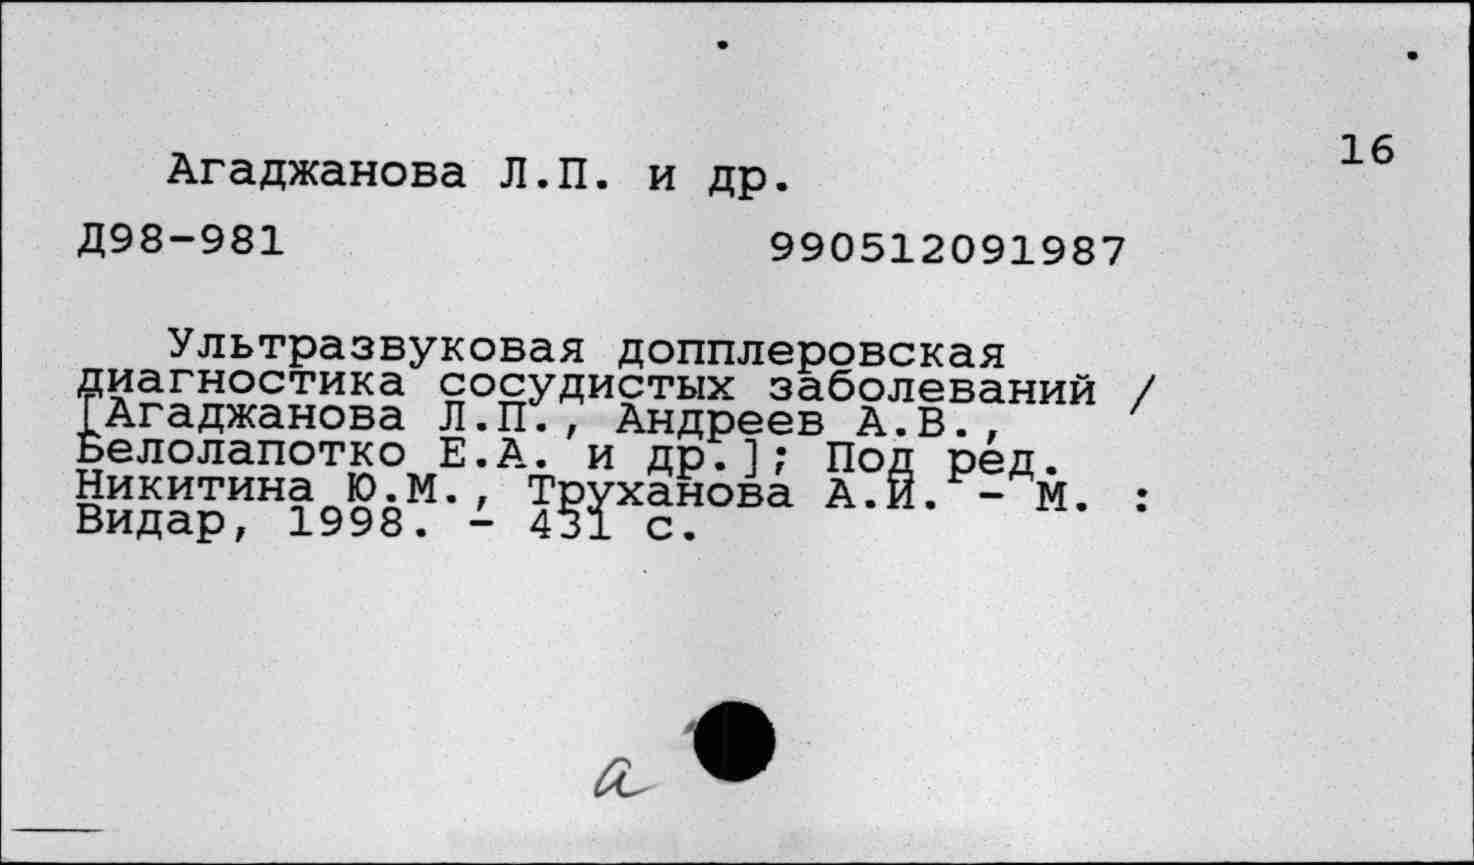 16
Агаджанова Л.П. и др.
Д98-981 990512091987
Ультразвуковая допплеровская
диагностика сосудистых заболеваний /
[Агаджанова Л.П., Андреев А.В.,
Белолапотко Е.А. и др.]; Под ред.
Никитина Ю.М., Труханова А.И. - М. :
Видар, 1998. - 431 с.
а